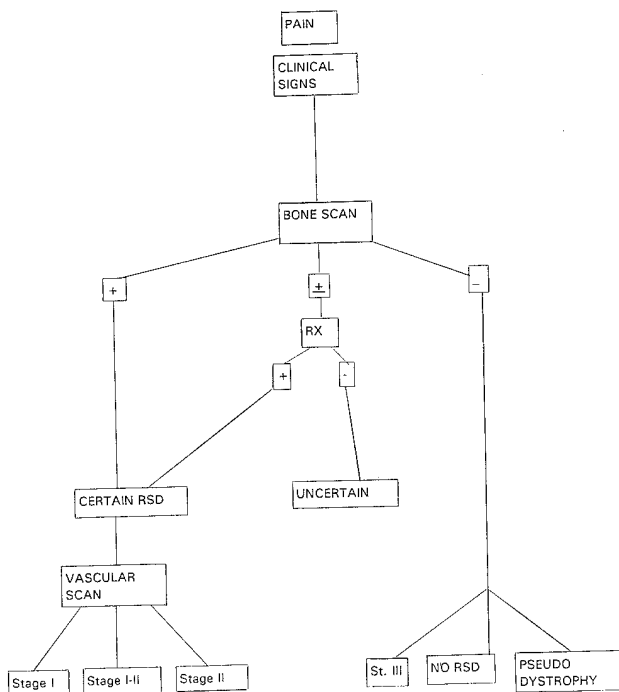 PAIN
CLINICAL
SIGNS
BONE SCAN
+
±
-
RX
+
-
CERTAIN RSD
UNCERTAIN
VASCULAR
SCAN
Stage I
Stage I-II
Stage II
St. III
NO RSD
PSEUDO
DYSTROPHY